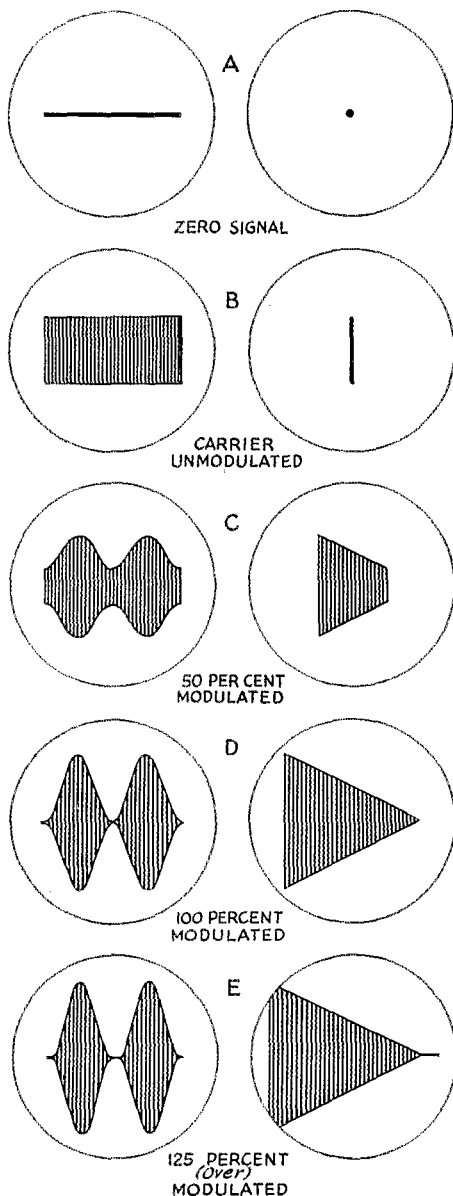 A
ZERO SIGNAL
B
CARRIER
UNMODULATED
C
50 PER CENT
MODULATED
D
100 PERCENT
MODULATED
E
125 PERCENT
(Over)
MODULATED